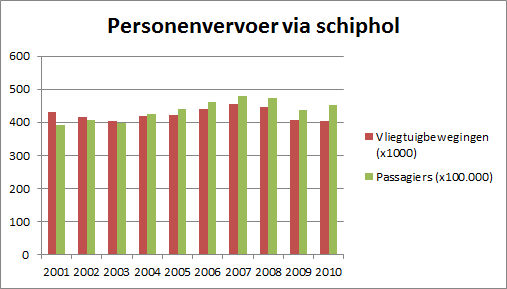 Personenvervoer via schiphol
600
500
400
300
200
100
0
2001 2002 2003 2004 2005 2006 2007 2008 2009 2010
Vliegtuigbewegingen
(x1000)
Passagiers (x100.000)